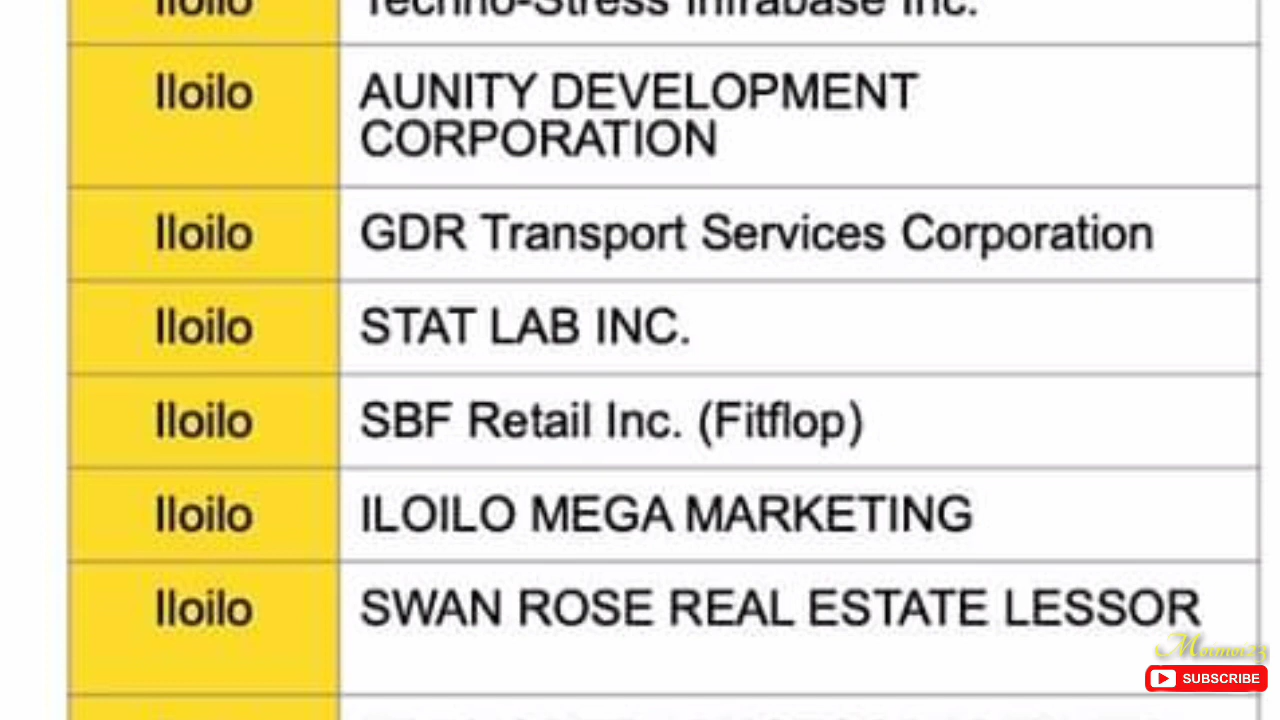 Iloilo Techno-Stress Infrabase Inc.
Iloilo AUNITY DEVELOPMENT
CORPORATION
Iloilo GDR Transport Services Corporation
Iloilo STAT LAB INC.
Iloilo SBF Retail Inc. (Fitflop)
Iloilo ILOILO MEGA MARKETING
Iloilo SWAN ROSE REAL ESTATE LESSOR
SUBSCRIBE